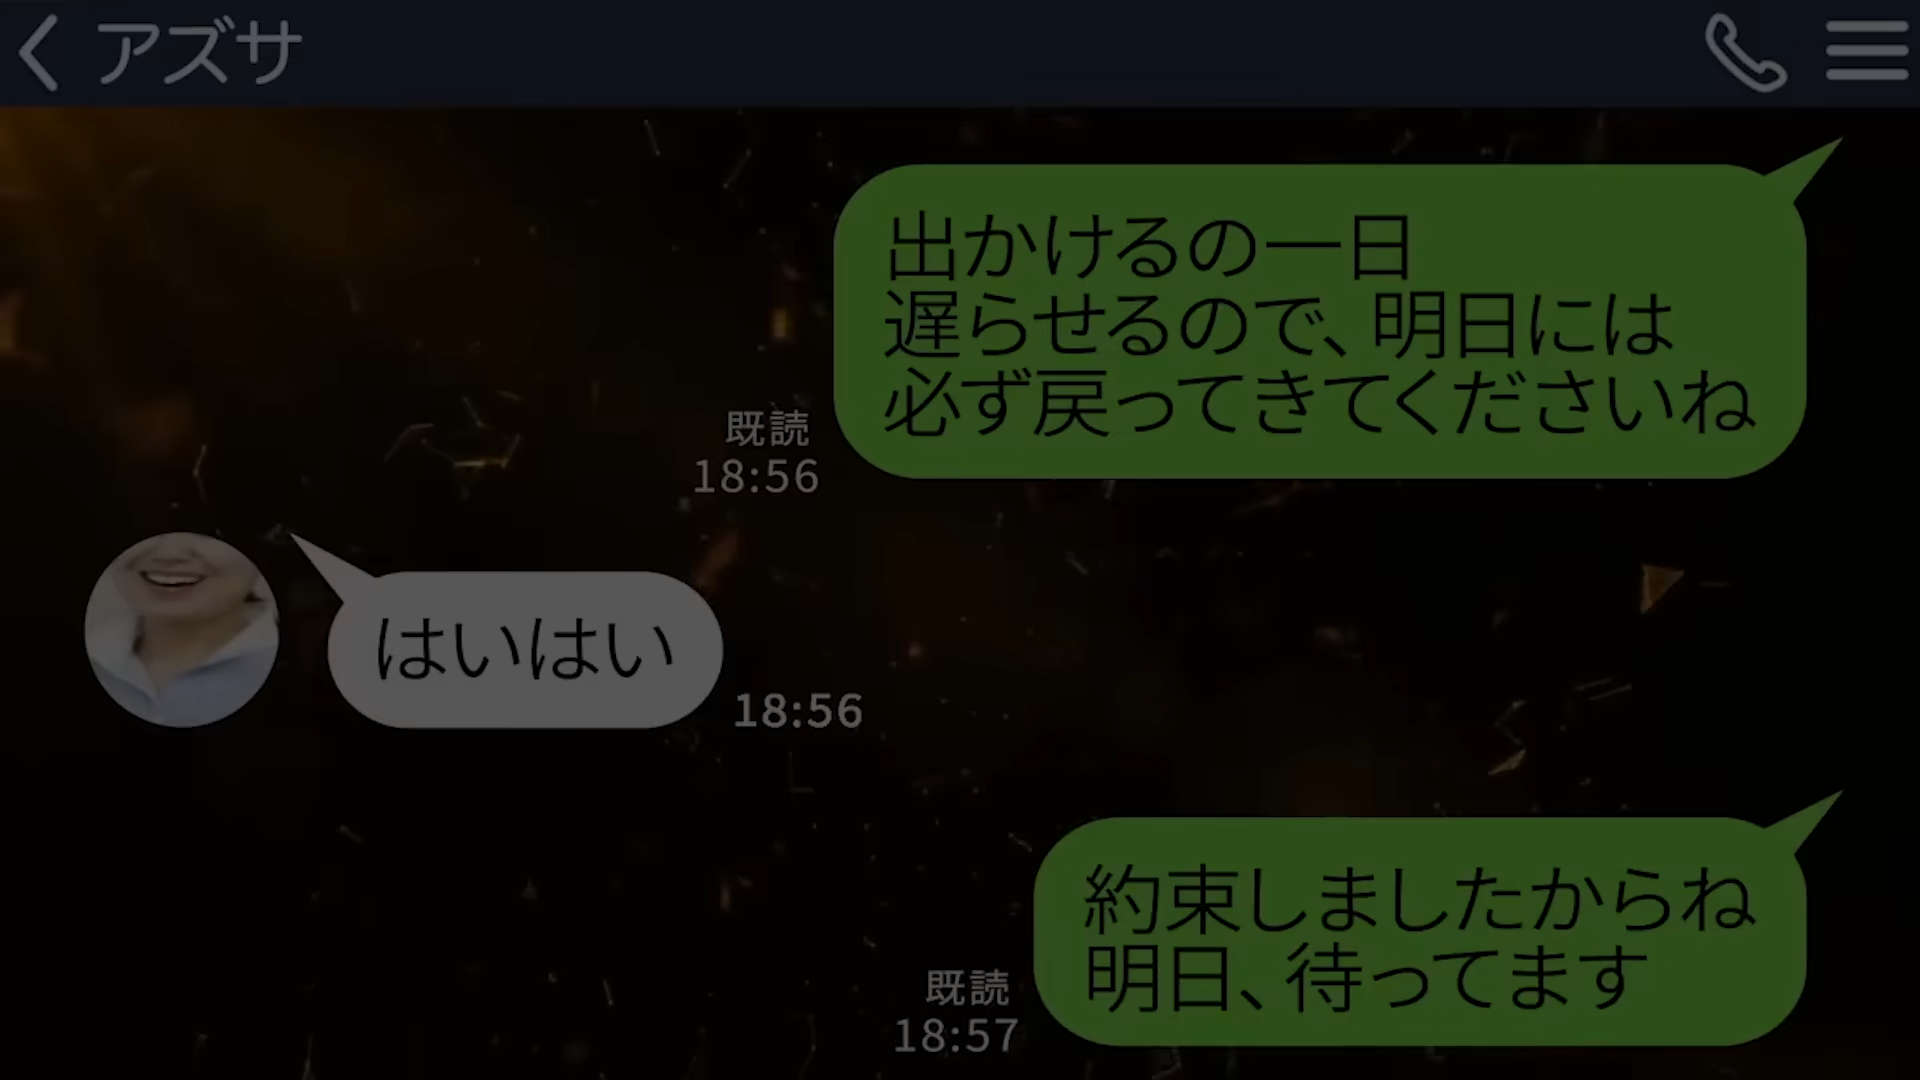 アズサ
出かけるの一日
遅らせるので、明日には
必ず戻ってきてくださいね
既読
18:56
はいはい
18:56
約束しましたからね
明日、待ってます
既読
18:57